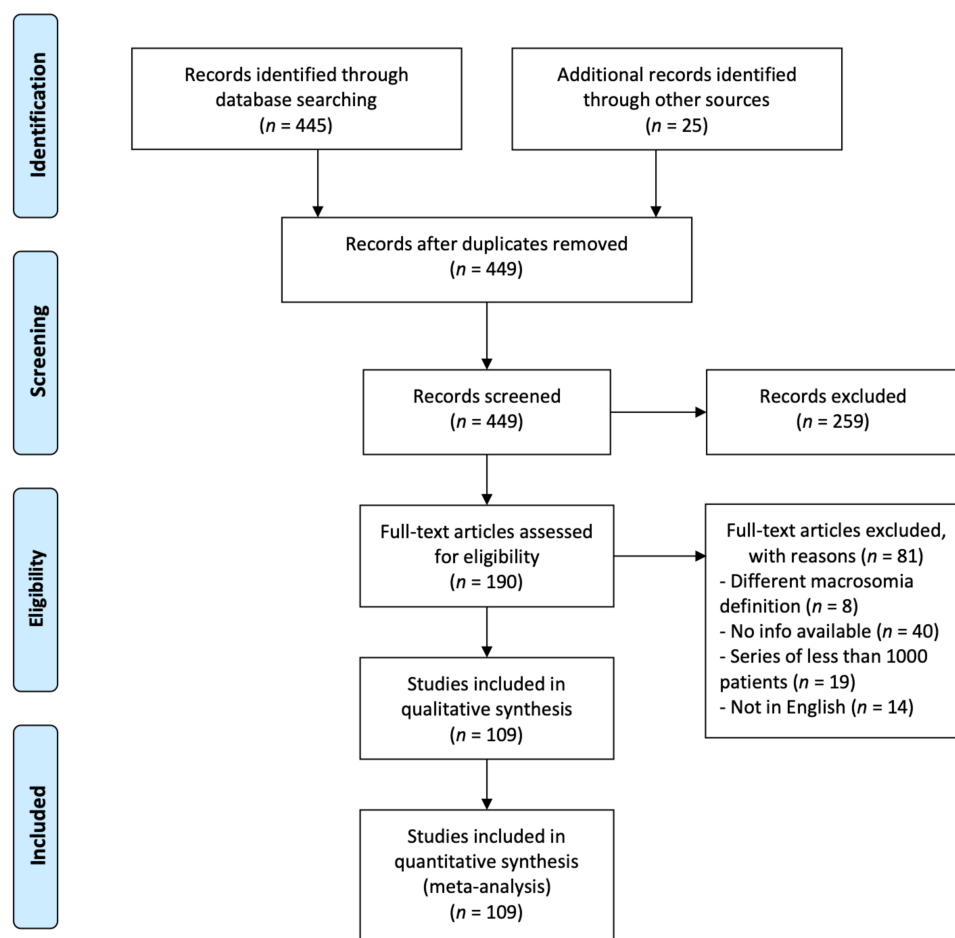 Identification
Records identified through
database searching
(n = 445)
Additional records identified
through other sources
(n = 25)
Records after duplicates removed
(n = 449)
Screening
Records screened
(n = 449)
Records excluded
(n = 259)
Eligibility
Full-text articles assessed
for eligibility
(n = 190)
Full-text articles excluded,
with reasons (n = 81)
- Different macrosomia
definition (n = 8)
- No info available (n = 40)
- Series of less than 1000
patients (n = 19)
- Not in English (n = 14)
Studies included in
qualitative synthesis
(n = 109)
Included
Studies included in
quantitative synthesis
(meta-analysis)
(n = 109)